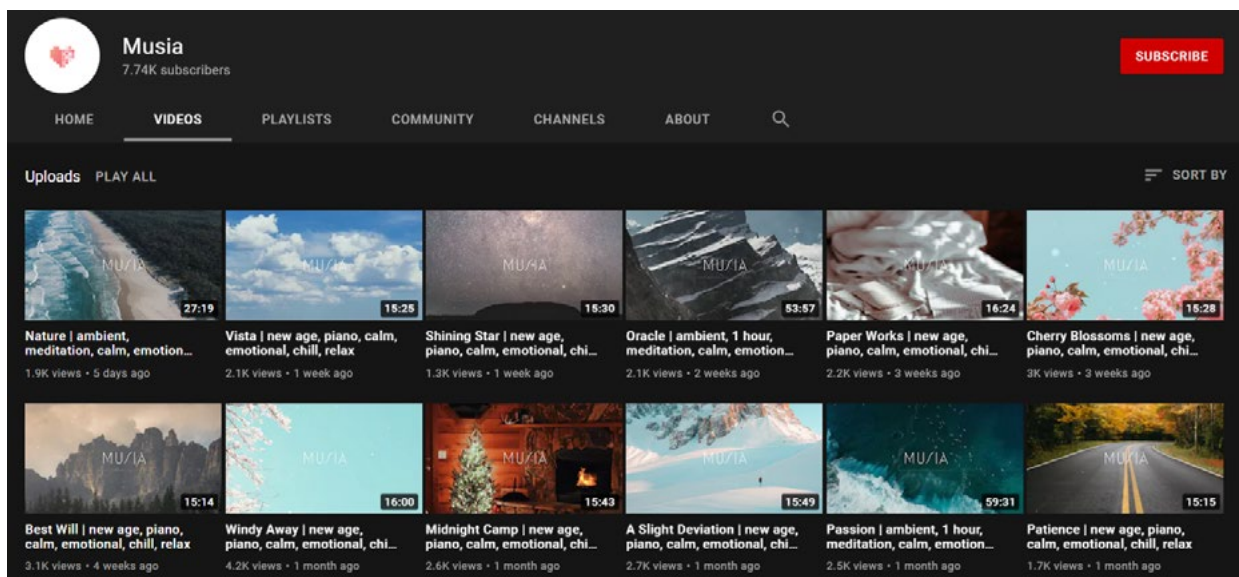 Musia
7.74K subscribers
SUBSCRIBE
HOME VIDEOS PLAYLISTS COMMUNITY CHANNELS ABOUT
Uploads PLAY ALL
SORT BY
MUSIA
27:19
Nature | ambient,
meditation, calm, emotion...
1.9K views • 5 days ago
MUSIA
15:25
Vista | new age, piano, calm,
emotional, chill, relax
2.1K views • 1 week ago
MUSIA
15:30
Shining Star | new age,
piano, calm, emotional, chi...
1.3K views • 1 week ago
MUSIA
53:57
Oracle | ambient, 1 hour,
meditation, calm, emotion...
2.1K views • 2 weeks ago
MUSIA
16:24
Paper Works | new age,
piano, calm, emotional, chi...
2.2K views • 3 weeks ago
MUSIA
15:28
Cherry Blossoms | new age,
piano, calm, emotional, chi...
3K views • 3 weeks ago
MUSIA
15:14
Best Will | new age, piano,
calm, emotional, chill, relax
3.1K views • 4 weeks ago
MUSIA
16:00
Windy Away | new age,
piano, calm, emotional, chi...
4.2K views • 1 month ago
MUSIA
15:43
Midnight Camp | new age,
piano, calm, emotional, chi...
2.6K views • 1 month ago
MUSIA
15:49
A Slight Deviation | new age,
piano, calm, emotional, chi...
2.7K views • 1 month ago
MUSIA
59:31
Passion | ambient, 1 hour,
meditation, calm, emotion...
2.5K views • 1 month ago
MUSIA
15:15
Patience | new age, piano,
calm, emotional, chill, relax
1.7K views • 1 month ago